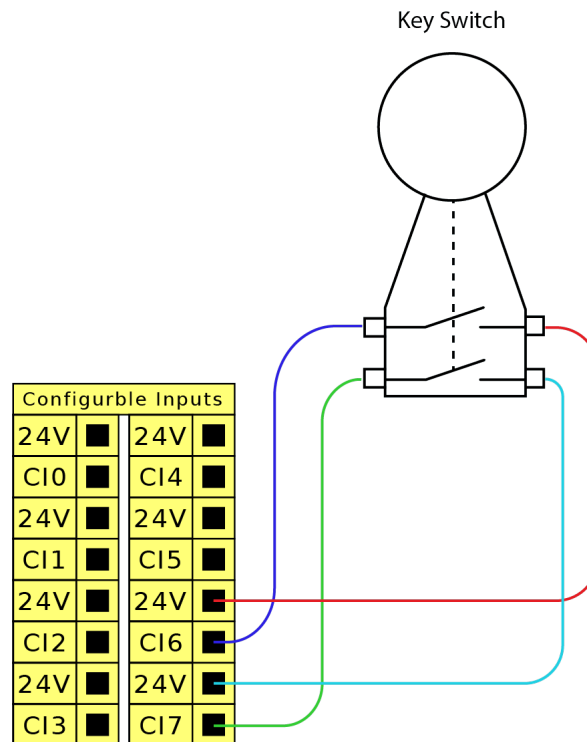 Key Switch
Configurble Inputs
24V 24V
CI0 CI4
24V 24V
CI1 CI5
24V 24V
CI2 CI6
24V 24V
CI3 CI7